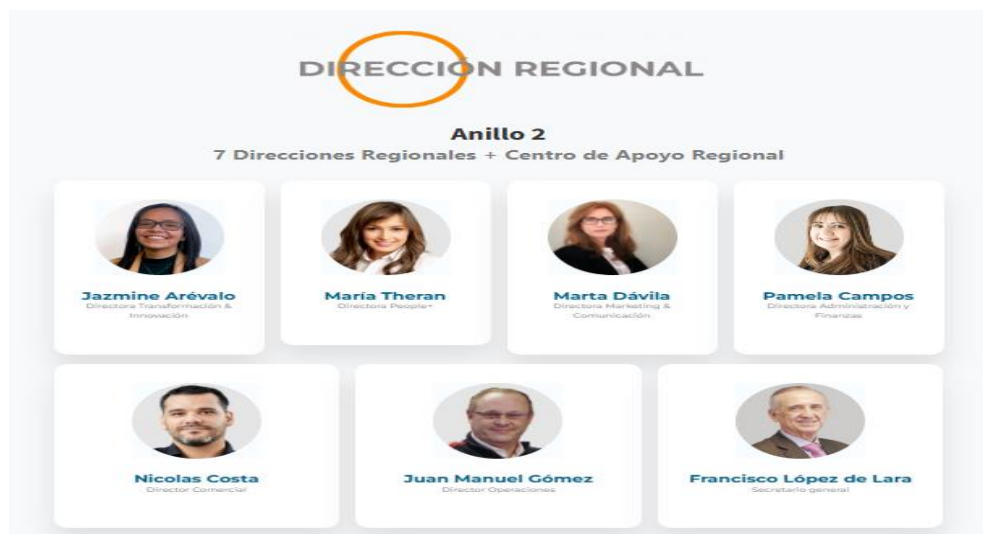 DIRECCIÓN REGIONAL
Anillo 2
7 Direcciones Regionales + Centro de Apoyo Regional
Jazmine Arévalo
Directora Transformación &
Innovación
María Theran
Directora People+
Marta Dávila
Directora Marketing &
Comunicación
Pamela Campos
Directora Administración y
Finanzas
Nicolas Costa
Director Comercial
Juan Manuel Gómez
Director Operaciones
Francisco López de Lara
Secretario general